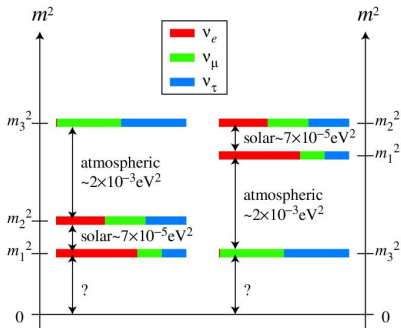 m²
m²
νₑ
ν_μ
ν_τ
m₃²
m₂²
solar~7×10⁻⁵eV²
m₁²
atmospheric
~2×10⁻³eV²
atmospheric
~2×10⁻³eV²
m₂²
solar~7×10⁻⁵eV²
m₁²
m₃²
?
?
0
0